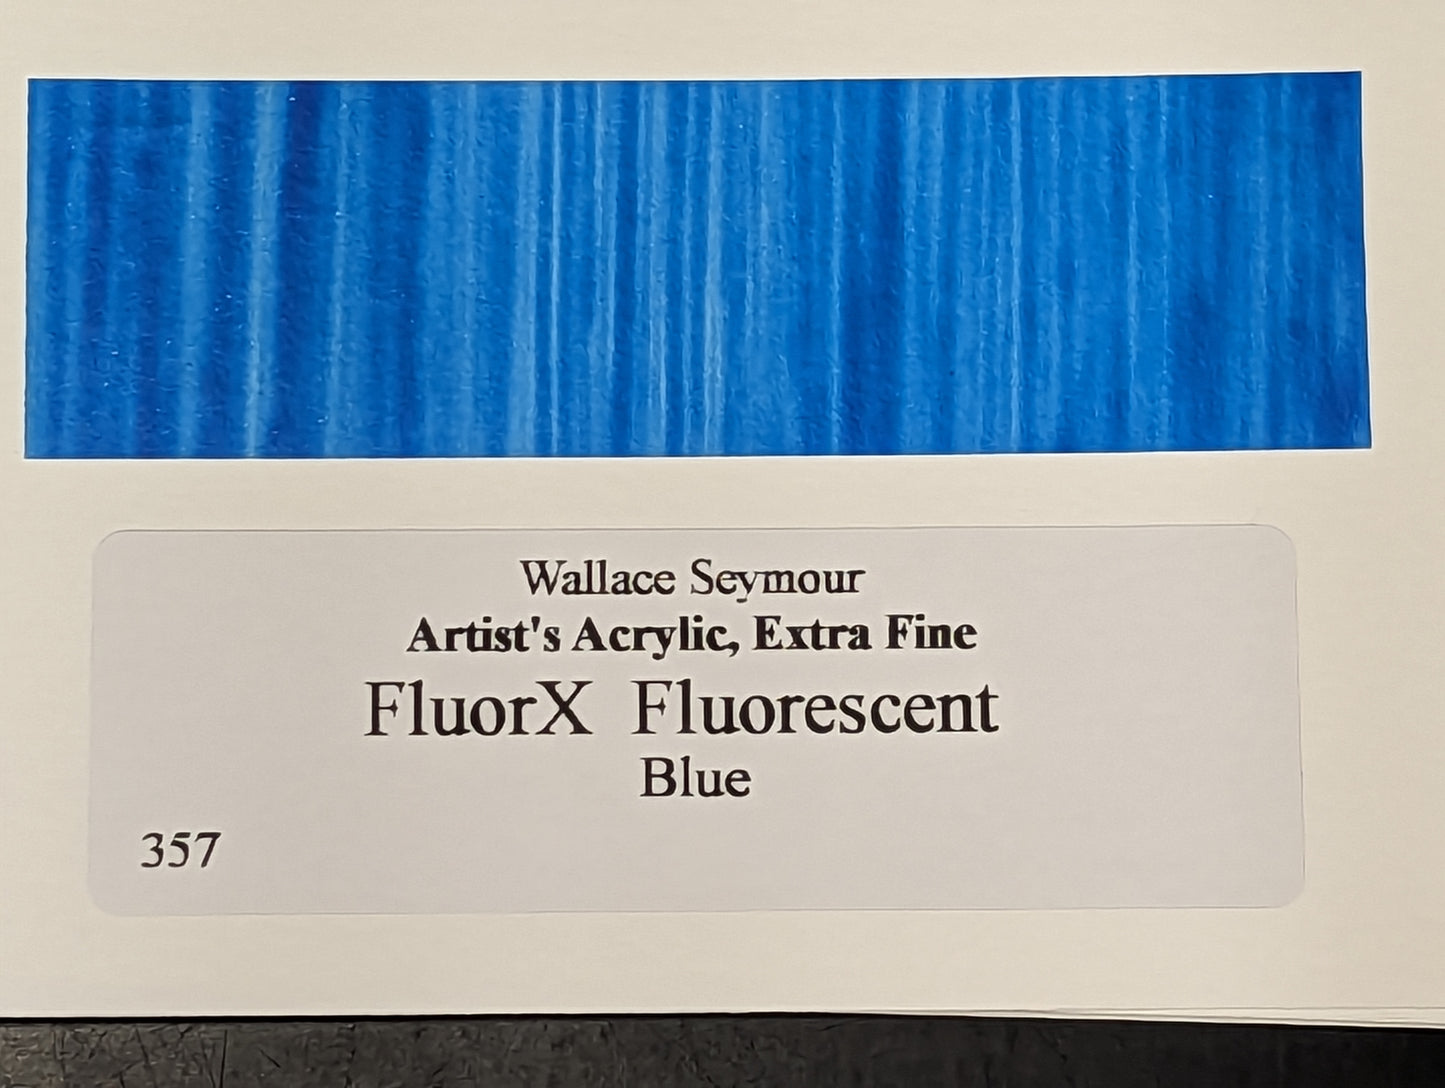 Wallace Seymour
Artist's Acrylic, Extra Fine
FluorX Fluorescent
Blue
357